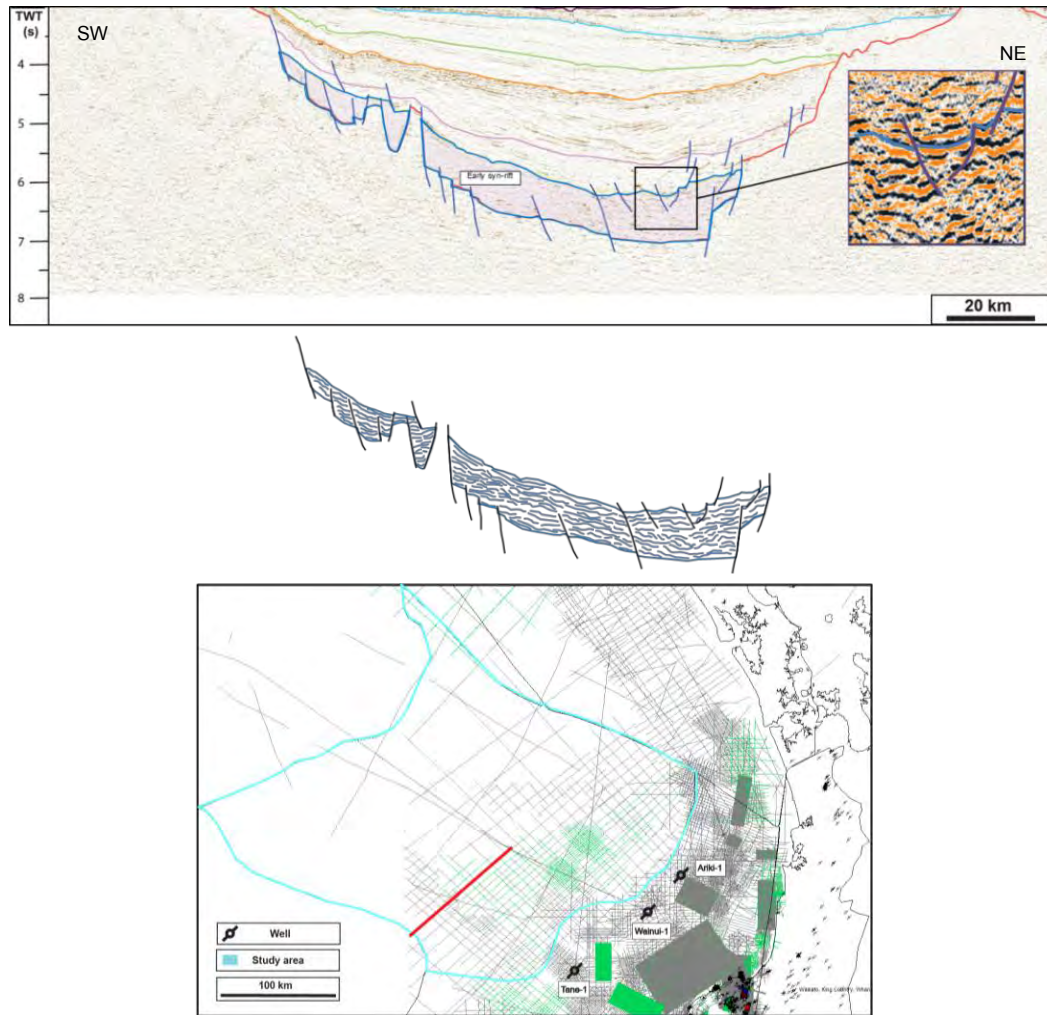 TWT
(s)
SW
NE
4
5
6
7
8
Early syn-rift
20 km
Ariki-1
Wainui-1
Tane-1
Well
Study area
100 km